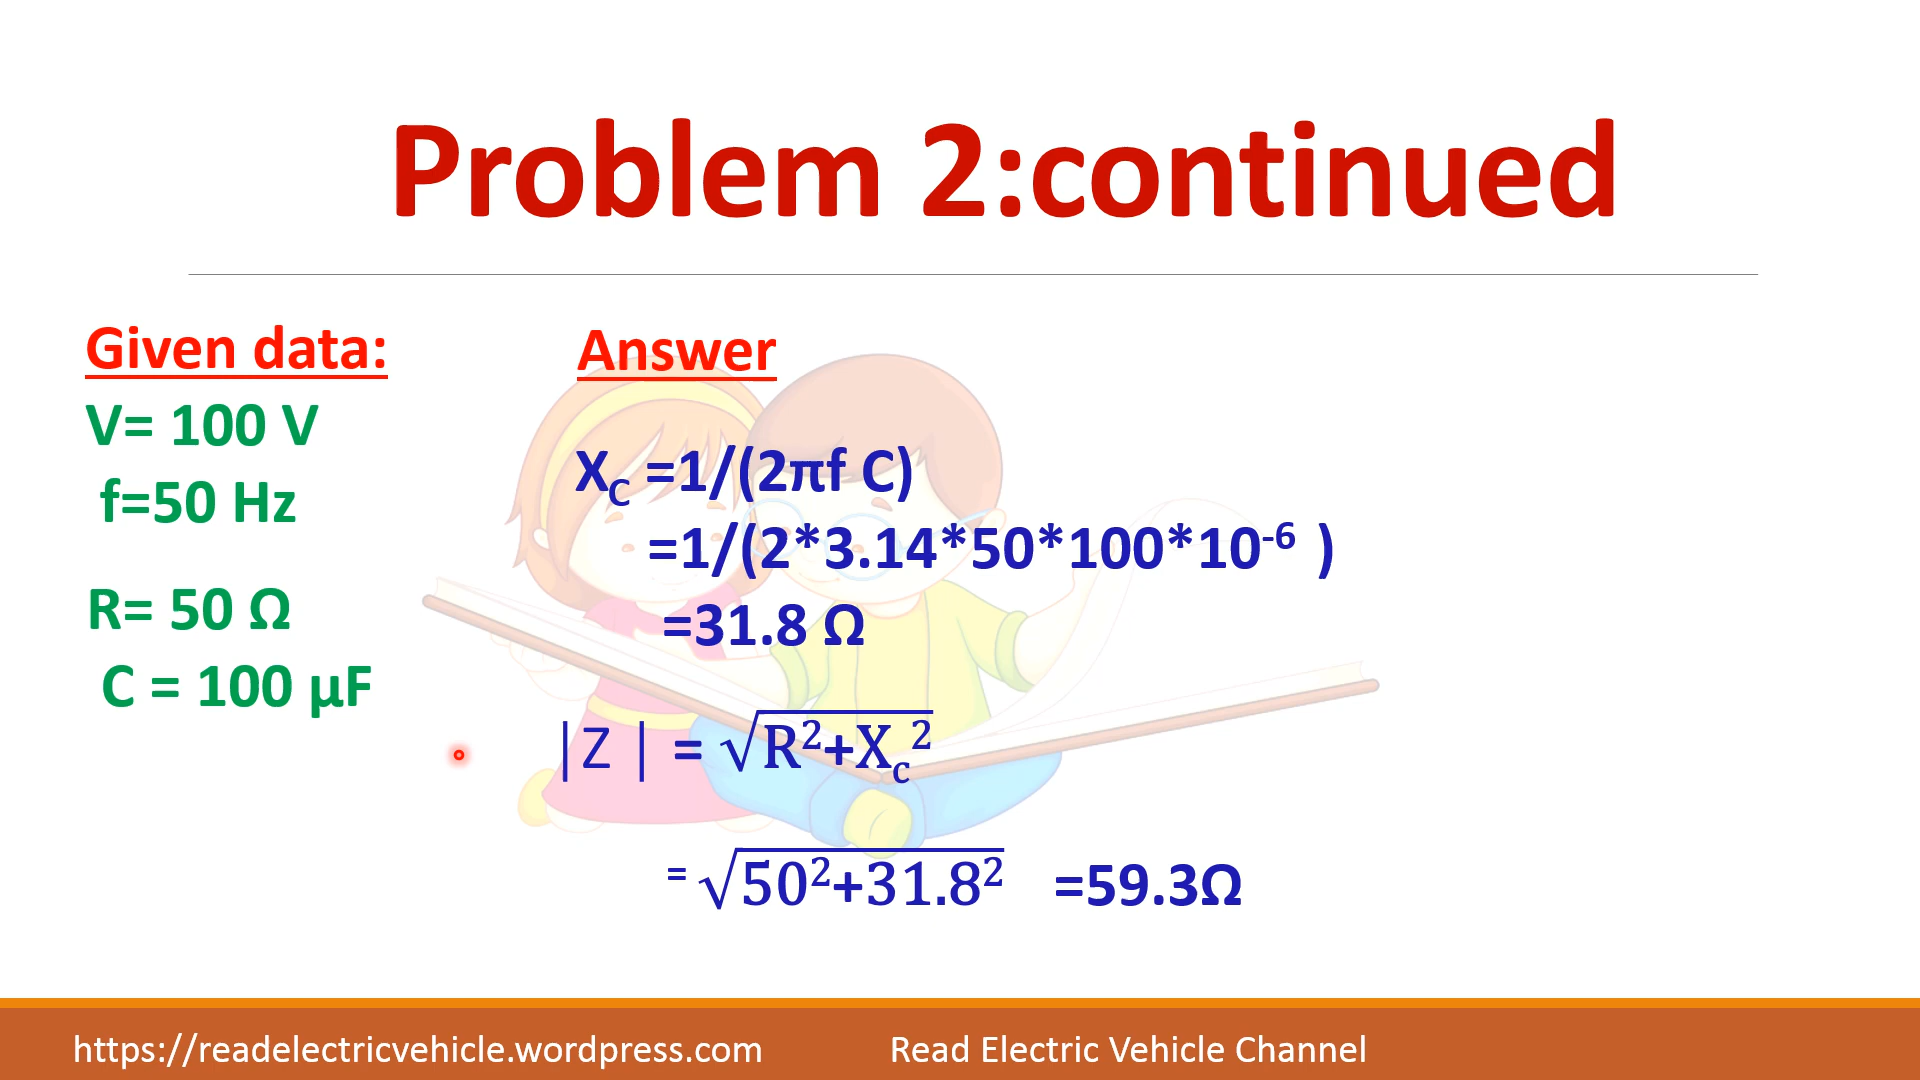 Problem 2:continued
Given data:
V= 100 V
f=50 Hz
R= 50 Ω
C = 100 µF
Answer
X_C =1/(2πf C)
=1/(2*3.14*50*100*10^-6 )
=31.8 Ω
|Z | = √(R²+X_c²)
= √(50²+31.8²) =59.3Ω
https://readelectricvehicle.wordpress.com Read Electric Vehicle Channel